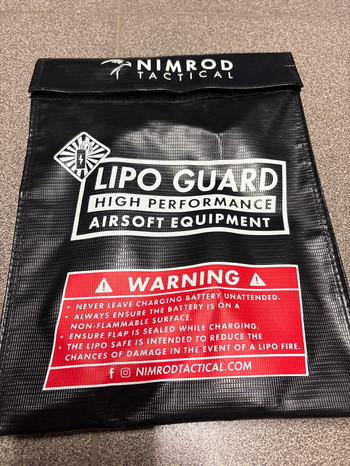 NIMROD
TACTICAL
LIPO GUARD
HIGH PERFORMANCE
AIRSOFT EQUIPMENT
WARNING
• NEVER LEAVE CHARGING BATTERY UNATTENDED.
• ALWAYS ENSURE THE BATTERY IS ON A
NON-FLAMMABLE SURFACE.
• ENSURE FLAP IS SEALED WHILE CHARGING.
• THE LIPO SAFE IS INTENDED TO REDUCE THE
CHANCES OF DAMAGE IN THE EVENT OF A LIPO FIRE.
NIMRODTACTICAL.COM